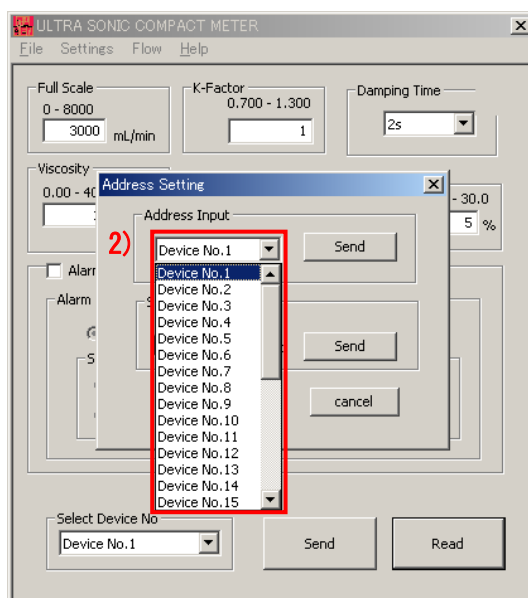 ULTRA SONIC COMPACT METER
File Settings Flow Help
Full Scale
0 - 8000
3000 mL/min
K-Factor
0.700 - 1.300
1
Damping Time
2s
Viscosity
0.00 - 40
- 30.0
5 %
Address Setting
Address Input
2)
Device No.1
Send
Device No.1
Device No.2
Device No.3
Device No.4
Device No.5
Device No.6
Device No.7
Device No.8
Device No.9
Device No.10
Device No.11
Device No.12
Device No.13
Device No.14
Device No.15
Send
cancel
Alarm
Select Device No
Device No.1
Send
Read